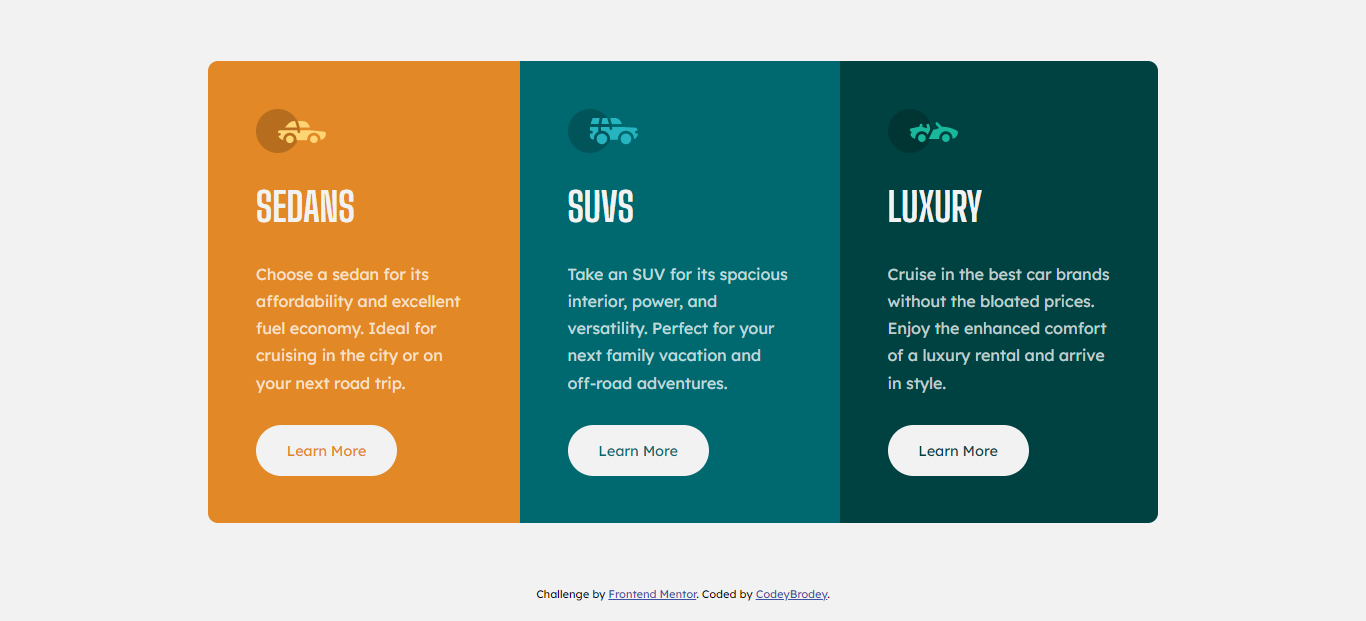 SEDANS
Choose a sedan for its
affordability and excellent
fuel economy. Ideal for
cruising in the city or on
your next road trip.
Learn More
SUVS
Take an SUV for its spacious
interior, power, and
versatility. Perfect for your
next family vacation and
off-road adventures.
Learn More
LUXURY
Cruise in the best car brands
without the bloated prices.
Enjoy the enhanced comfort
of a luxury rental and arrive
in style.
Learn More
Challenge by Frontend Mentor. Coded by CodeyBrodey.